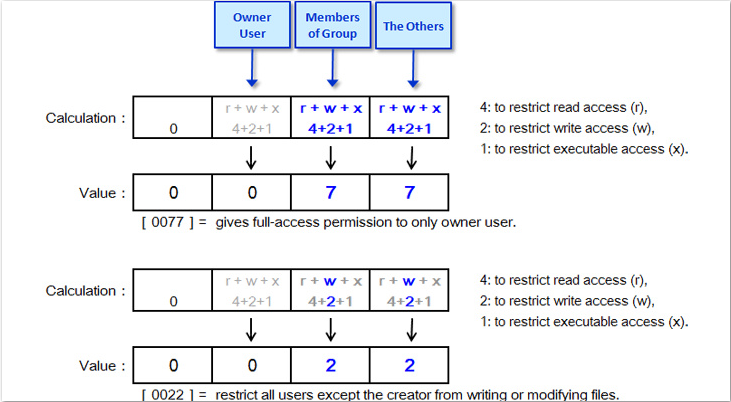 Owner User
Members of Group
The Others
Calculation :
0
r + w + x
4+2+1
r + w + x
4+2+1
r + w + x
4+2+1
4: to restrict read access (r),
2: to restrict write access (w),
1: to restrict executable access (x).
Value :
0
0
7
7
[ 0077 ] = gives full-access permission to only owner user.
Calculation :
0
r + w + x
4+2+1
r + w + x
4+2+1
r + w + x
4+2+1
4: to restrict read access (r),
2: to restrict write access (w),
1: to restrict executable access (x).
Value :
0
0
2
2
[ 0022 ] = restrict all users except the creator from writing or modifying files.